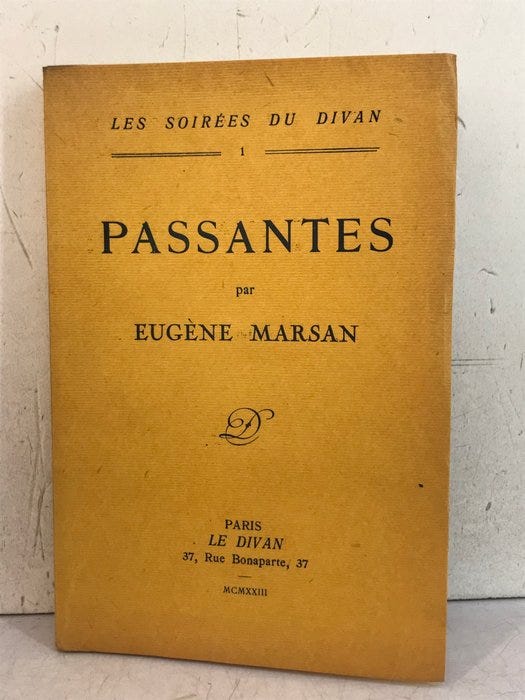 LES SOIRÉES DU DIVAN
1
PASSANTES
par
EUGÈNE MARSAN
D
PARIS
LE DIVAN
37, Rue Bonaparte, 37
MCMXXIII